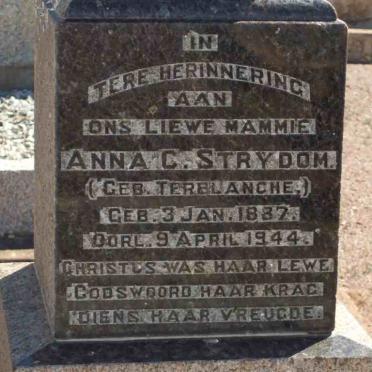 IN
TERE HERINNERING
AAN
ONS LIEWE MAMMIE
ANNA C. STRYDOM.
(GEB. TERBLANCHE.)
GEB. 3 JAN. 1887.
OORL. 9 APRIL 1944.
CHRISTUS WAS HAAR LEWE,
GODSWOORD HAAR KRAG,
DIENS HAAR VREUGDE.